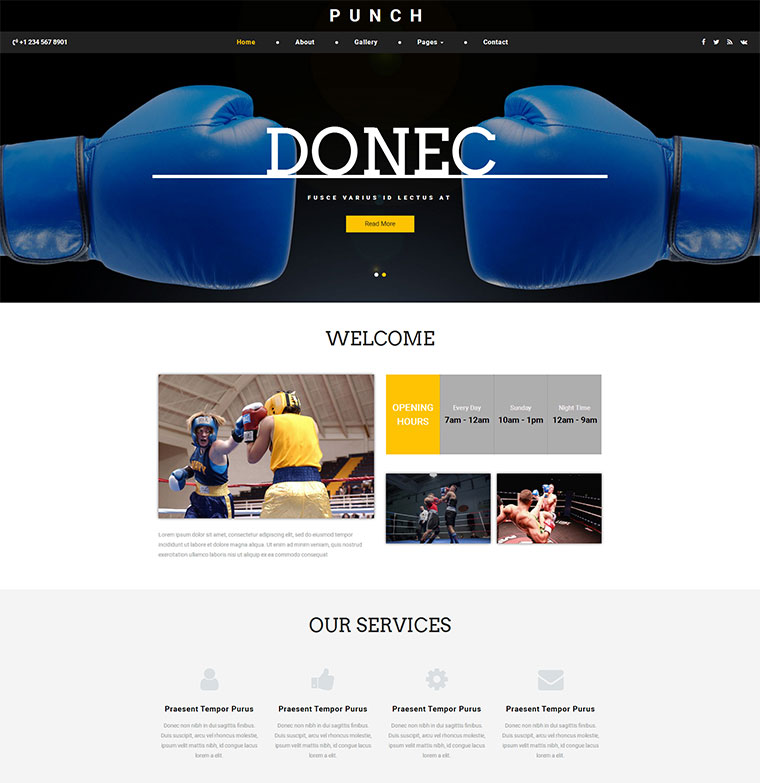 PUNCH
+1 234 567 8901
Home About Gallery Pages Contact
DONEC
FUSCE VARIUS ID LECTUS AT
Read More
WELCOME
OPENING HOURS
Every Day
7am - 12am
Sunday
10am - 1pm
Night Time
12am - 9am
Lorem ipsum dolor sit amet, consectetur adipiscing elit, sed do eiusmod tempor
incididunt ut labore et dolore magna aliqua. Ut enim ad minim veniam, quis nostrud
exercitation ullamco laboris nisi ut aliquip ex ea commodo consequat
OUR SERVICES
Praesent Tempor Purus
Donec non nibh in dui sagittis finibus.
Duis suscipit, arcu vel rhoncus molestie,
ipsum velit mattis nibh, id congue lacus
lorem a elit.
Praesent Tempor Purus
Donec non nibh in dui sagittis finibus.
Duis suscipit, arcu vel rhoncus molestie,
ipsum velit mattis nibh, id congue lacus
lorem a elit.
Praesent Tempor Purus
Donec non nibh in dui sagittis finibus.
Duis suscipit, arcu vel rhoncus molestie,
ipsum velit mattis nibh, id congue lacus
lorem a elit.
Praesent Tempor Purus
Donec non nibh in dui sagittis finibus.
Duis suscipit, arcu vel rhoncus molestie,
ipsum velit mattis nibh, id congue lacus
lorem a elit.